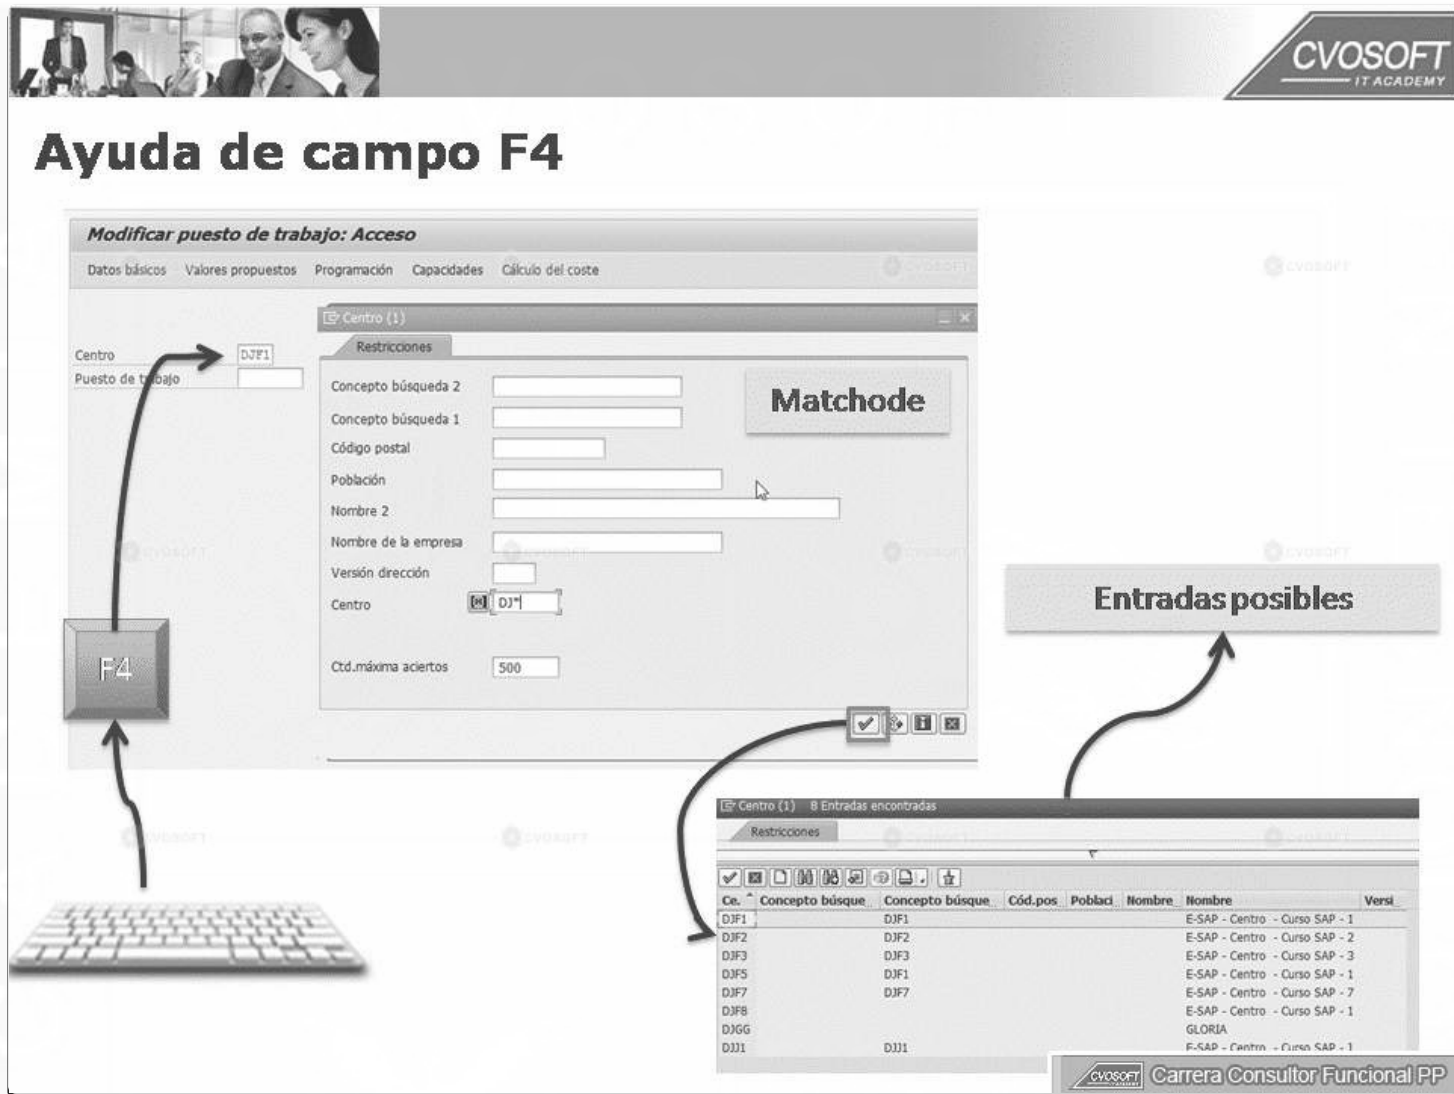 CVOSOFT
IT ACADEMY
Ayuda de campo F4
Modificar puesto de trabajo: Acceso
Datos básicos Valores propuestos Programación Capacidades Cálculo del coste
Centro (1)
Restricciones
Centro DJF1
Puesto de trabajo
Concepto búsqueda 2
Concepto búsqueda 1
Código postal
Población
Nombre 2
Nombre de la empresa
Versión dirección
Centro DJ*
Ctd.máxima aciertos 500
Matchode
F4
Entradas posibles
Centro (1) 8 Entradas encontradas
Restricciones
Ce. Concepto búsque.. Concepto búsque.. Cód.pos.. Poblaci.. Nombre.. Nombre Versi..
DJF1 DJF1 E-SAP - Centro - Curso SAP - 1
DJF2 DJF2 E-SAP - Centro - Curso SAP - 2
DJF3 DJF3 E-SAP - Centro - Curso SAP - 3
DJF5 DJF1 E-SAP - Centro - Curso SAP - 1
DJF7 DJF7 E-SAP - Centro - Curso SAP - 7
DJF8 E-SAP - Centro - Curso SAP - 1
DJGG GLORIA
DJJ1 DJJ1 E-SAP - Centro - Curso SAP - 1
CVOSOFT Carrera Consultor Funcional PP